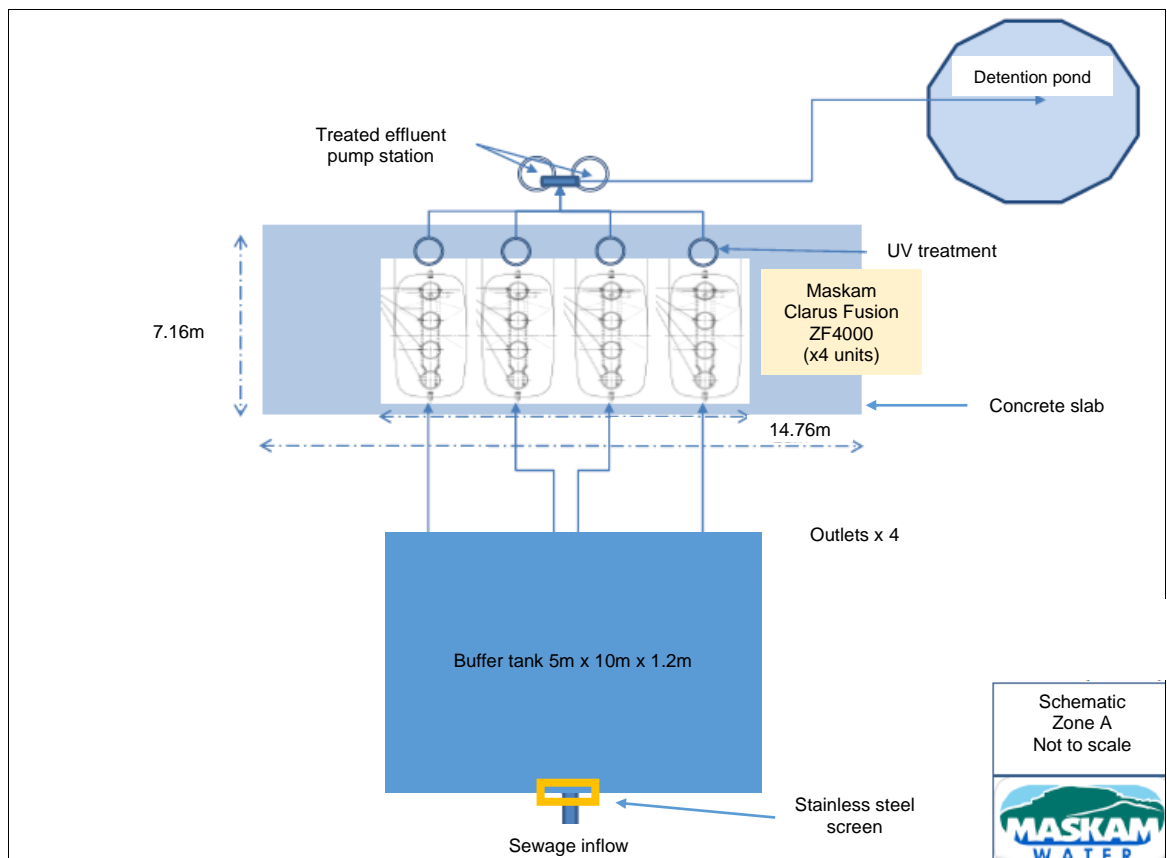 Detention pond
Treated effluent
pump station
UV treatment
Maskam
Clarus Fusion
ZF4000
(x4 units)
7.16m
Concrete slab
14.76m
Outlets x 4
Buffer tank 5m x 10m x 1.2m
Schematic
Zone A
Not to scale
Stainless steel
screen
Sewage inflow
MASKAM
WATER